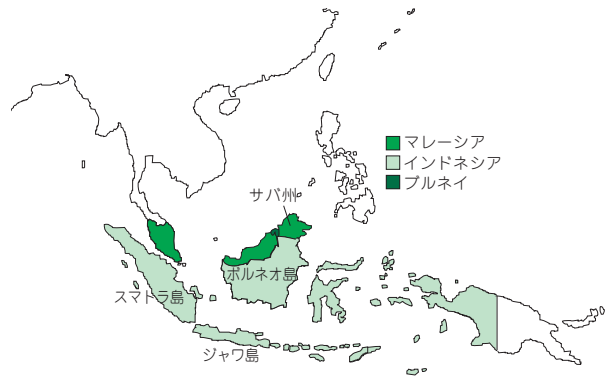 マレーシア
インドネシア
ブルネイ
サバ州
ボルネオ島
スマトラ島
ジャワ島